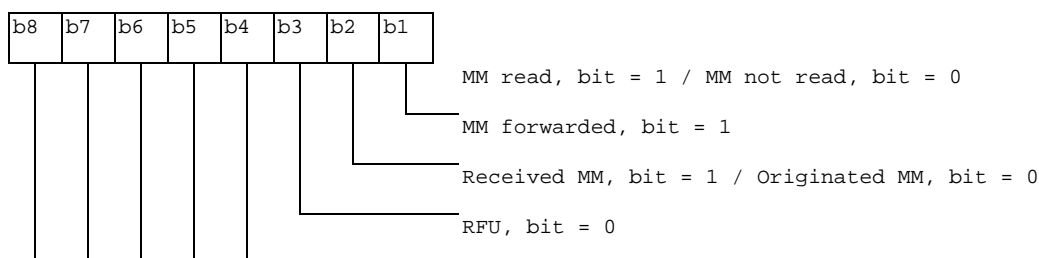 b8 b7 b6 b5 b4 b3 b2 b1
MM read, bit = 1 / MM not read, bit = 0
MM forwarded, bit = 1
Received MM, bit = 1 / Originated MM, bit = 0
RFU, bit = 0